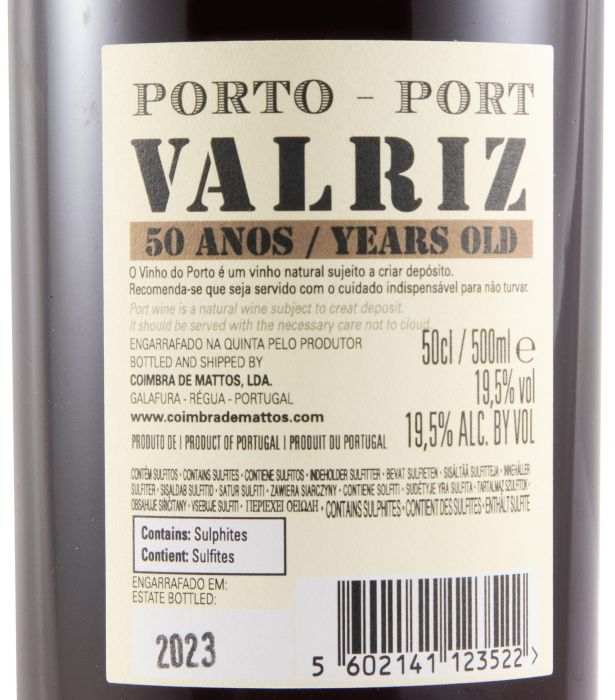 PORTO - PORT
VALRIZ
50 ANOS / YEARS OLD
O Vinho do Porto é um vinho natural sujeito a criar depósito.
Recomenda-se que seja servido com o cuidado indispensável para não turvar.
Port wine is a natural wine subject to creat deposit.
It should be served with the necessary care not to cloud.
ENGARRAFADO NA QUINTA PELO PRODUTOR
BOTTLED AND SHIPPED BY
COIMBRA DE MATTOS, LDA.
GALAFURA - RÉGUA - PORTUGAL
www.coimbradematto​s.com
50cl / 500ml e
19,5% vol
19,5% ALC. BY VOL
PRODUTO DE | PRODUCT OF PORTUGAL | PRODUIT DU PORTUGAL
CONTÉM SULFITOS · CONTAINS SULFITES · CONTIENE SULFITOS · INDEHOLDER SULFITTER · BEVAT SULFIETEN · SISÄLTÄÄ SULFIITTEJA · INNEHÅLLER
SULFITER · SISALDAB SULFITID · SATUR SULFITI · ZAWIERA SIARCZYNY · CONTIENE SOLFITI · SUDĖTYJE YRA SULFITA · TARTALMAZ SZULFITOK ·
OBSAHUJE SIŘIČITANY · VSEBUJE SULFITI · ΠΕΡΙΕΧΕΙ ΘΕΙΩΔΗ · CONTAINS SULPHITES · CONTIENT DES SULFITES · ENTHÄLT SULFITE
Contains: Sulphites
Contient: Sulfites
ENGARRAFADO EM:
ESTATE BOTTLED:
2023
5 602141 123522 >